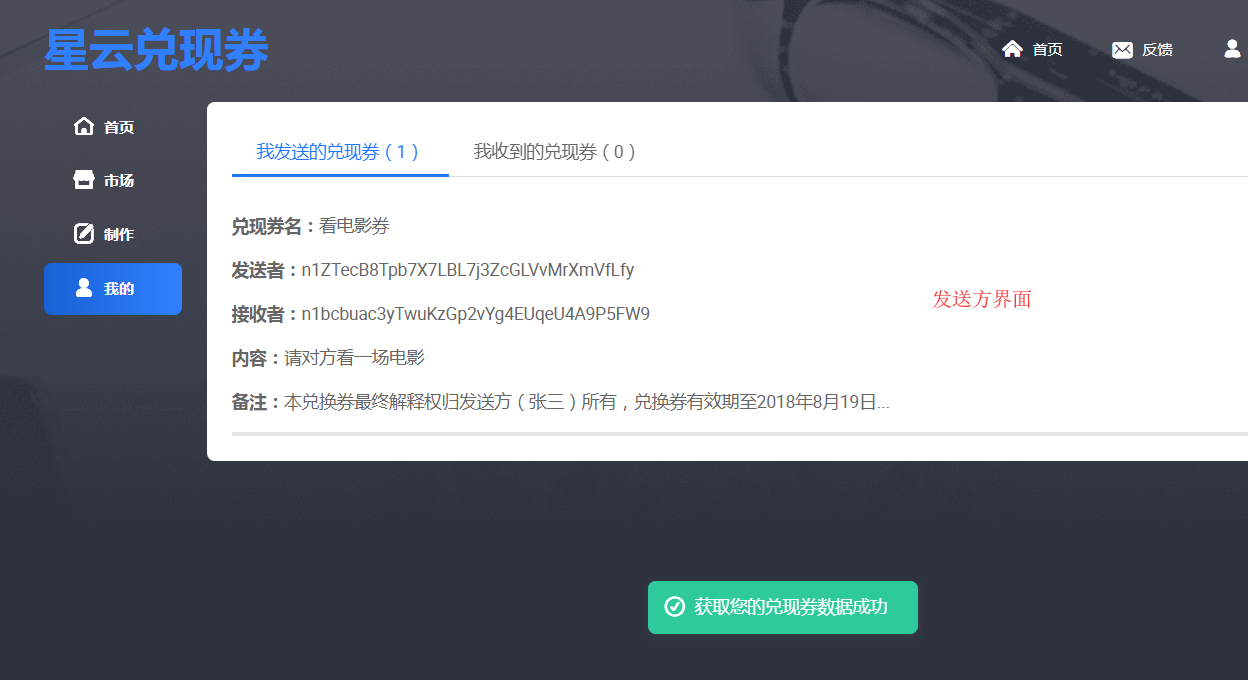 星云兑现券
首页
反馈
首页
市场
制作
我的
我发送的兑现券（1）
我收到的兑现券（0）
兑现券名：看电影券
发送者：n1ZTecB8Tpb7X7LBL7j3ZcGLVvMrXmVfLfy
接收者：n1bcbuac3yTwuKzGp2vYg4EUqeU4A9P5FW9
发送方界面
内容：请对方看一场电影
备注：本兑换券最终解释权归发送方（张三）所有，兑换券有效期至2018年8月19日...
获取您的兑现券数据成功